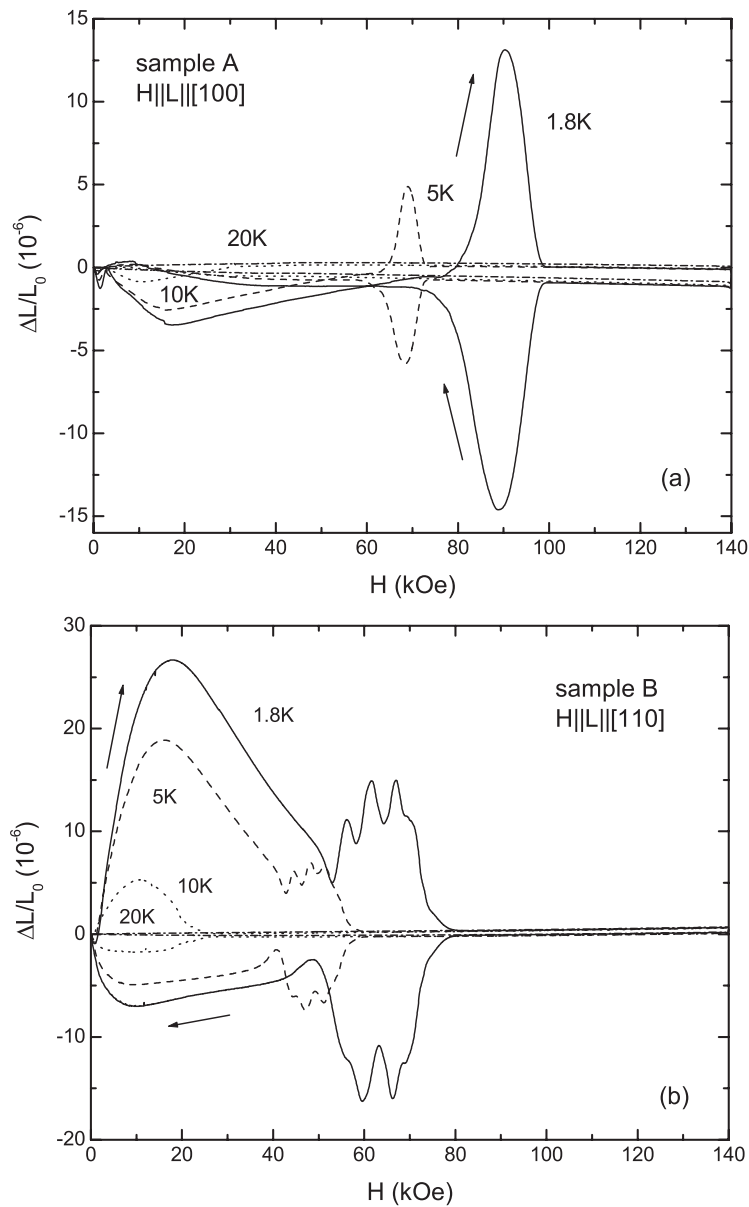 15
10
5
0
-5
-10
-15
ΔL/L₀ (10⁻⁶)
sample A
H||L||[100]
1.8K
5K
20K
10K
(a)
0 20 40 60 80 100 120 140
H (kOe)
30
20
10
0
-10
-20
ΔL/L₀ (10⁻⁶)
sample B
H||L||[110]
1.8K
5K
10K
20K
(b)
0 20 40 60 80 100 120 140
H (kOe)